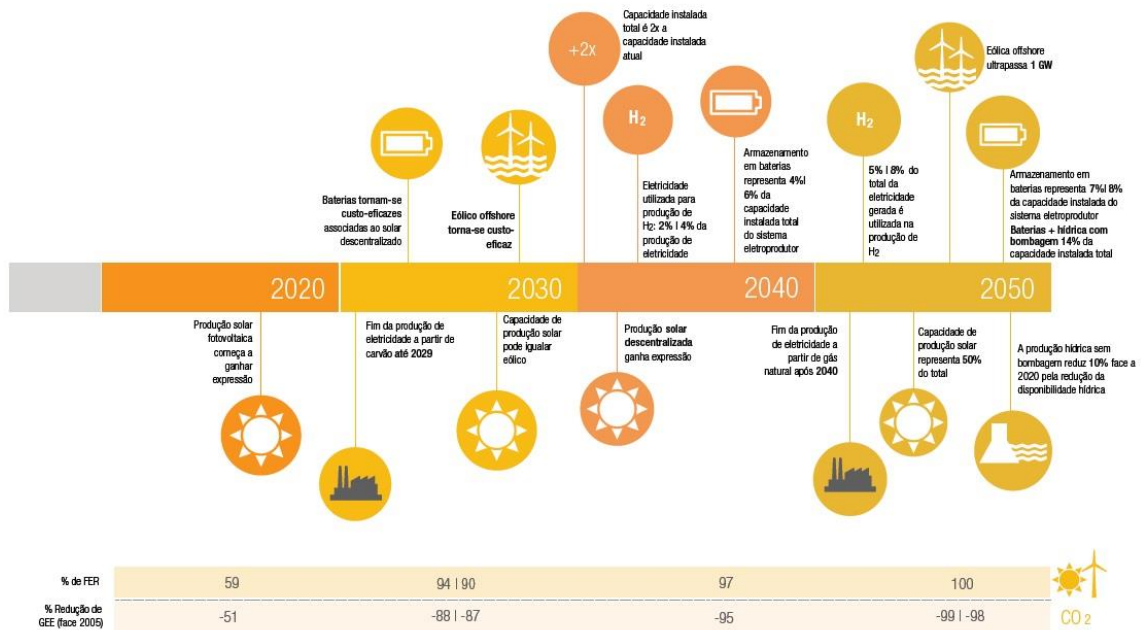 Capacidade instalada
total é 2x a
capacidade instalada
atual
+2x
Eólica offshore
ultrapassa 1 GW
H₂
H₂
Baterias tornam-se
custo-eficazes
associadas ao solar
descentralizado
Eólico offshore
torna-se custo-
eficaz
Eletricidade
utilizada para
produção de
H₂: 2% | 4% da
produção de
eletricidade
Armazenamento
em baterias
representa 4%|
6% da
capacidade
instalada total
do sistema
eletroprodutor
5% | 8% do
total da
eletricidade
gerada é
utilizada na
produção de
H₂
Armazenamento em
baterias representa 7%| 8%
da capacidade instalada do
sistema eletroprodutor
Baterias + hídrica com
bombagem 14% da
capacidade instalada total
2020
2030
2040
2050
Produção solar
fotovoltaica
começa a
ganhar
expressão
Fim da produção de
eletricidade a partir de
carvão até 2029
Capacidade de
produção solar
pode igualar
eólico
Produção solar
descentralizada
ganha expressão
Fim da produção
de eletricidade a
partir de gás
natural após 2040
Capacidade de
produção solar
representa 50%
do total
A produção hídrica sem
bombagem reduz 10% face a
2020 pela redução da
disponibilidade hídrica
% de FER 59 94 | 90 97 100
% Redução de
GEE (face 2005) -51 -88 | -87 -95 -99 | -98
CO 2